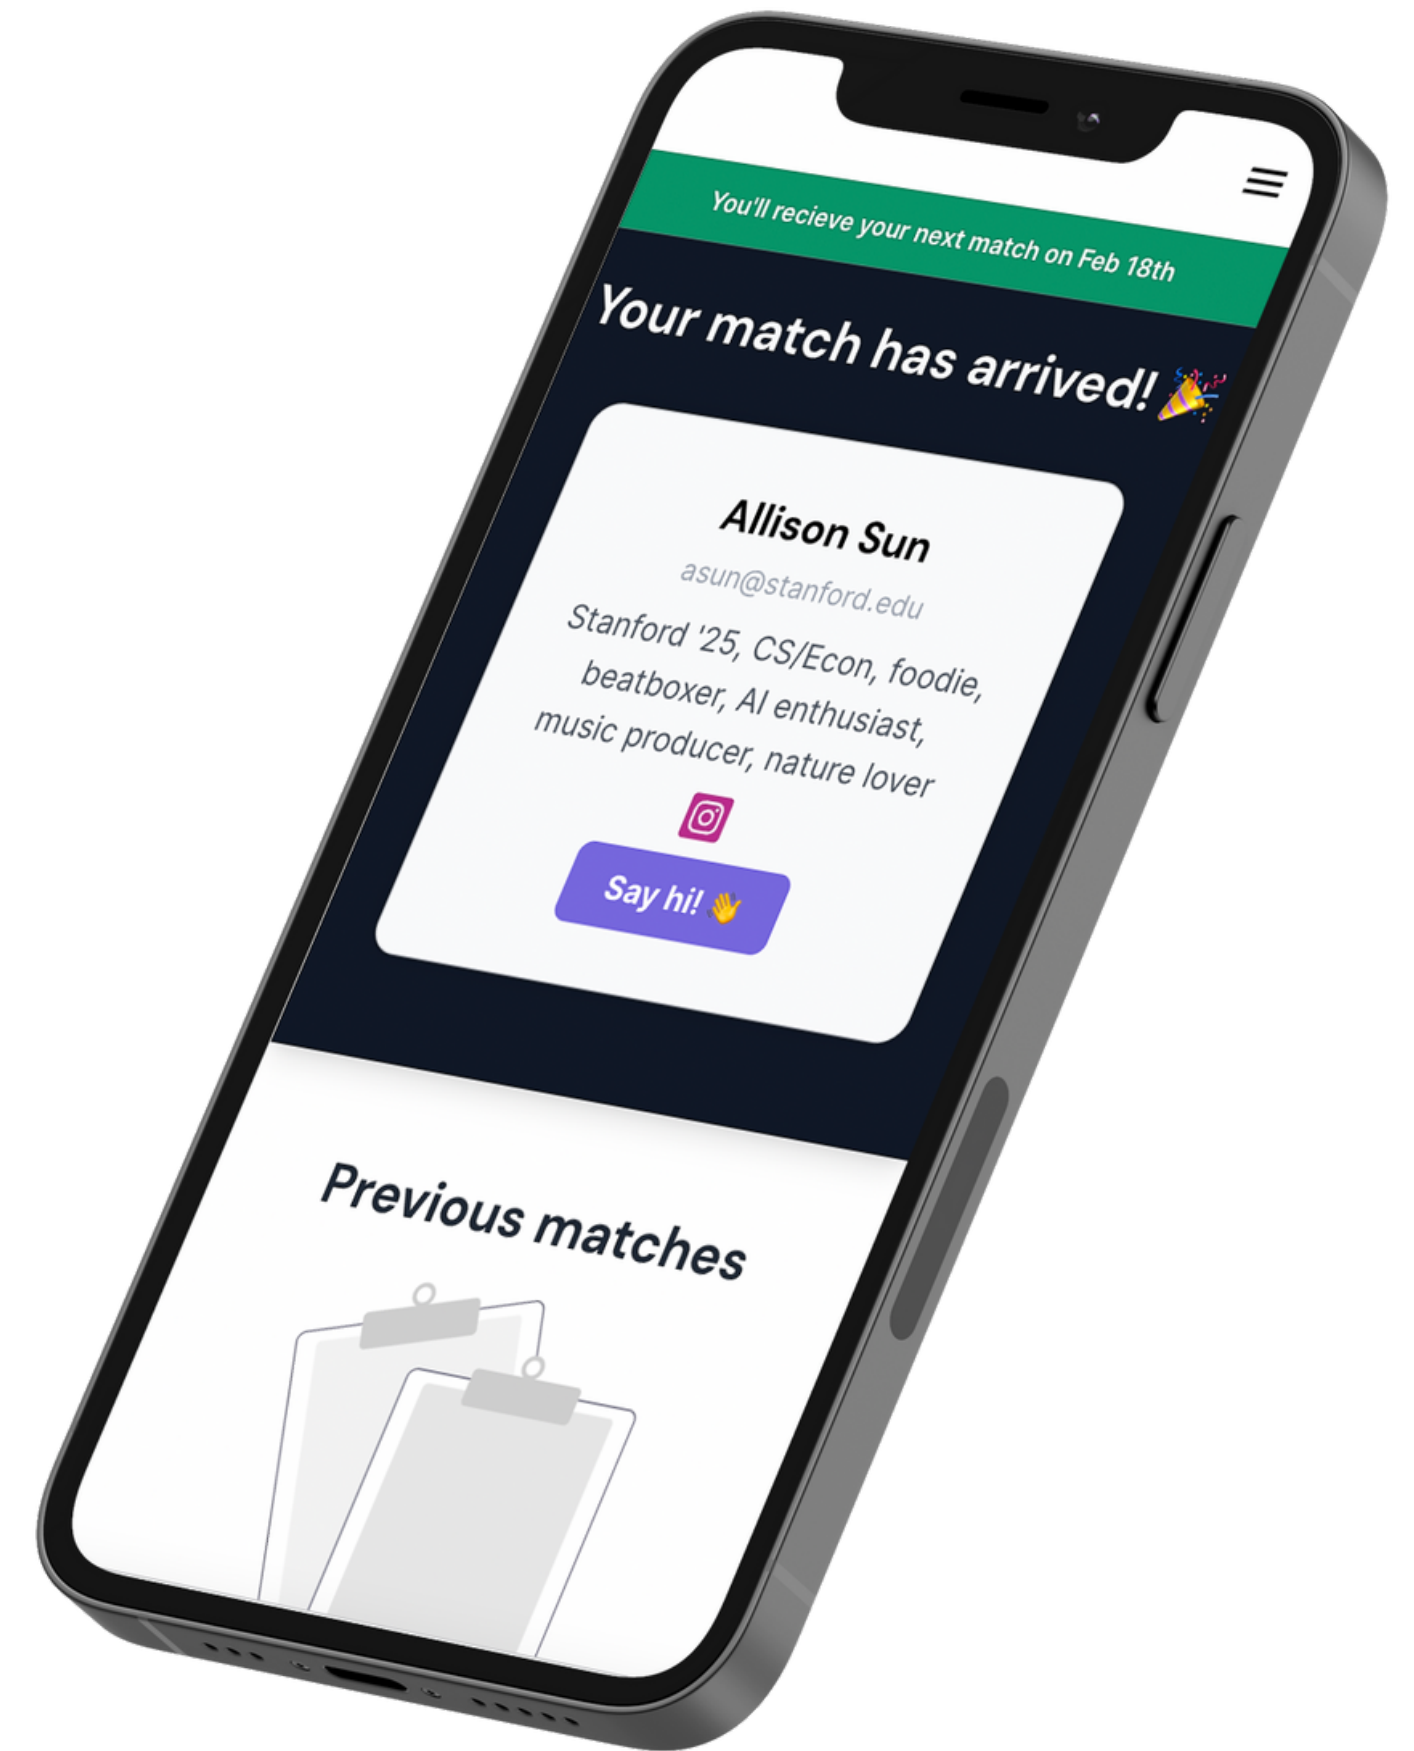 You'll recieve your next match on Feb 18th
Your match has arrived! 🎉
Allison Sun
asun@stanford.edu
Stanford '25, CS/Econ, foodie,
beatboxer, AI enthusiast,
music producer, nature lover
Say hi! 👋
Previous matches